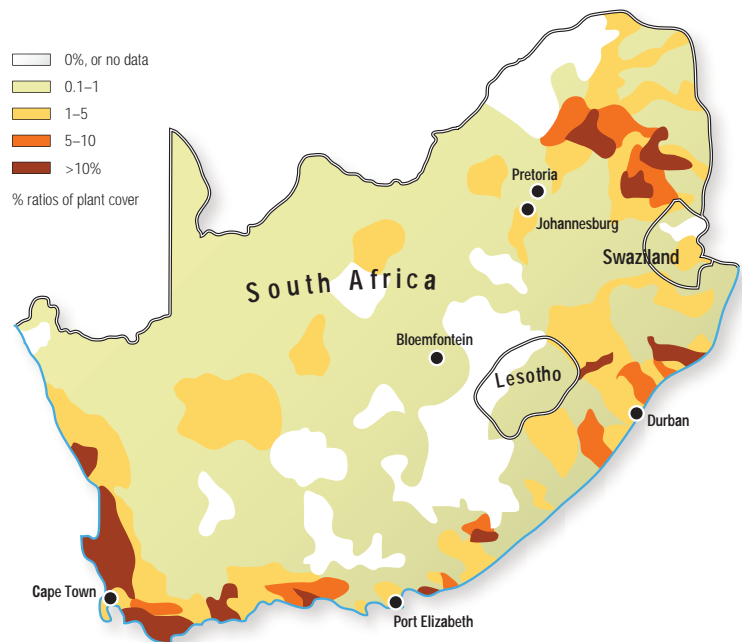 0%, or no data
0.1–1
1–5
5–10
>10%
% ratios of plant cover
Pretoria
Johannesburg
Swaziland
South Africa
Bloemfontein
Lesotho
Durban
Cape Town
Port Elizabeth